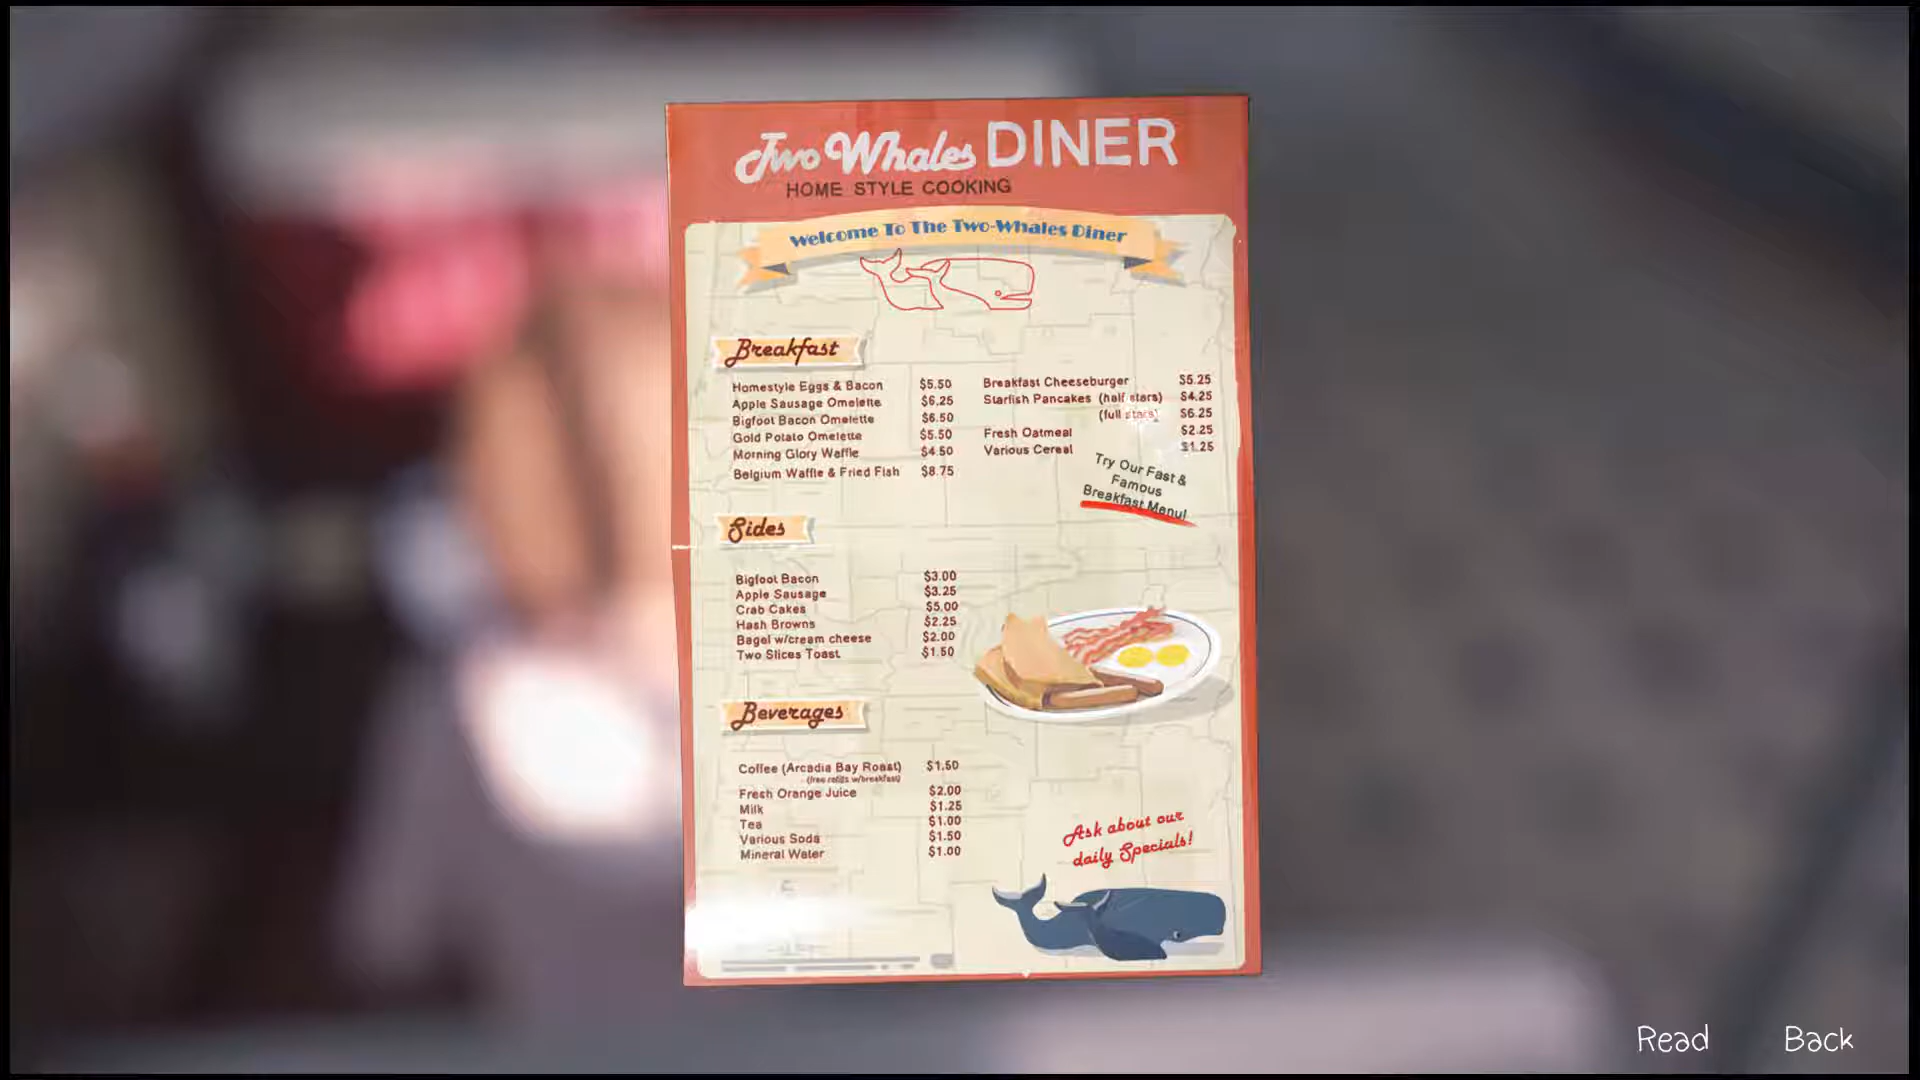 Two Whales DINER
HOME STYLE COOKING
Welcome To The Two-Whales Diner
Breakfast
Homestyle Eggs & Bacon $5.50
Apple Sausage Omelette $6.25
Bigfoot Bacon Omelette $6.50
Gold Potato Omelette $5.50
Morning Glory Waffle $4.50
Belgium Waffle & Fried Fish $8.75
Breakfast Cheeseburger $5.25
Starfish Pancakes (half stars) $4.25
(full stars) $6.25
Fresh Oatmeal $2.25
Various Cereal $1.25
Try Our Fast &
Famous
Breakfast Menu!
Sides
Bigfoot Bacon $3.00
Apple Sausage $3.25
Crab Cakes $5.00
Hash Browns $2.25
Bagel w/cream cheese $2.00
Two Slices Toast $1.50
Beverages
Coffee (Arcadia Bay Roast) $1.50
(free refills w/breakfast)
Fresh Orange Juice $2.00
Milk $1.25
Tea $1.00
Various Soda $1.50
Mineral Water $1.00
Ask about our
daily Specials!
Read Back